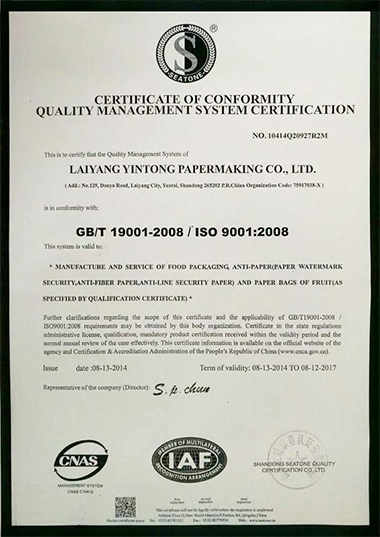 ®
S
SEATONE
CERTIFICATE OF CONFORMITY
QUALITY MANAGEMENT SYSTEM CERTIFICATION
NO. 10414Q20927R2M
This is to certify that the Quality Management System of
LAIYANG YINTONG PAPERMAKING CO., LTD.
( Add.: No.129, Donya Road, Laiyang City, Yantai, Shandong 265202 P.R.China Organization Code: 75917038-X )
is in conformity with:
GB/T 19001-2008 / ISO 9001:2008
This system is valid to:
* MANUFACTURE AND SERVICE OF FOOD PACKAGING, ANTI-PAPER(PAPER WATERMARK
SECURITY,ANTI-FIBER PAPER,ANTI-LINE SECURITY PAPER) AND PAPER BAGS OF FRUIT(AS
SPECIFIED BY QUALIFICATION CERTIFICATE) *
Further clarifications regarding the scope of this certificate and the applicability of GB/T19001-2008 /
ISO9001:2008 requirements may be obtained by this body organization. Certificate in the state regulations
administrative license, qualification, mandatory product certification received within the validity period and the
normal annual review of the case effectively. This certificate information is available on the official website of the
agency and Certification & Accreditation Administration of the People's Republic of China (www.cnca.gov.cn).
Issue date :08-13-2014 Term of validity: 08-13-2014 TO 08-12-2017
Representative of the company (Director): S.p.chun
CNAS
MANAGEMENT SYSTEM
CNAS C104-Q
MEMBER OF MULTILATERAL
IAF
RECOGNITION ARRANGEMENT
SHANDONG SEATONE QUALITY
CERTIFICATION CO.,LTD.